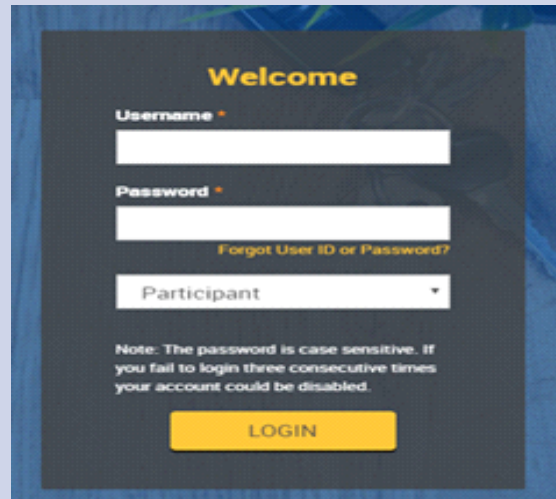 Welcome
Username *
Password *
Forgot User ID or Password?
Participant
Note: The password is case sensitive. If
you fail to login three consecutive times
your account could be disabled.
LOGIN